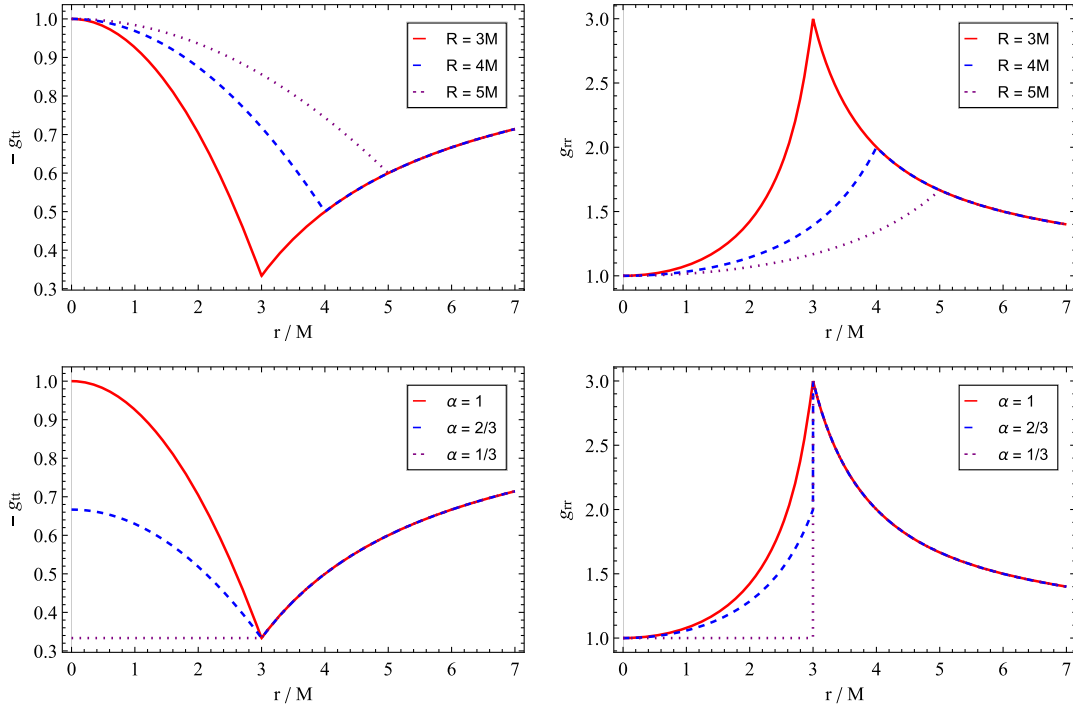 1.0
0.9
0.8
0.7
0.6
0.5
0.4
0.3
− gtt
0 1 2 3 4 5 6 7
r / M
R = 3M
R = 4M
R = 5M
3.0
2.5
2.0
1.5
1.0
grr
0 1 2 3 4 5 6 7
r / M
R = 3M
R = 4M
R = 5M
1.0
0.9
0.8
0.7
0.6
0.5
0.4
0.3
− gtt
0 1 2 3 4 5 6 7
r / M
α = 1
α = 2/3
α = 1/3
3.0
2.5
2.0
1.5
1.0
grr
0 1 2 3 4 5 6 7
r / M
α = 1
α = 2/3
α = 1/3